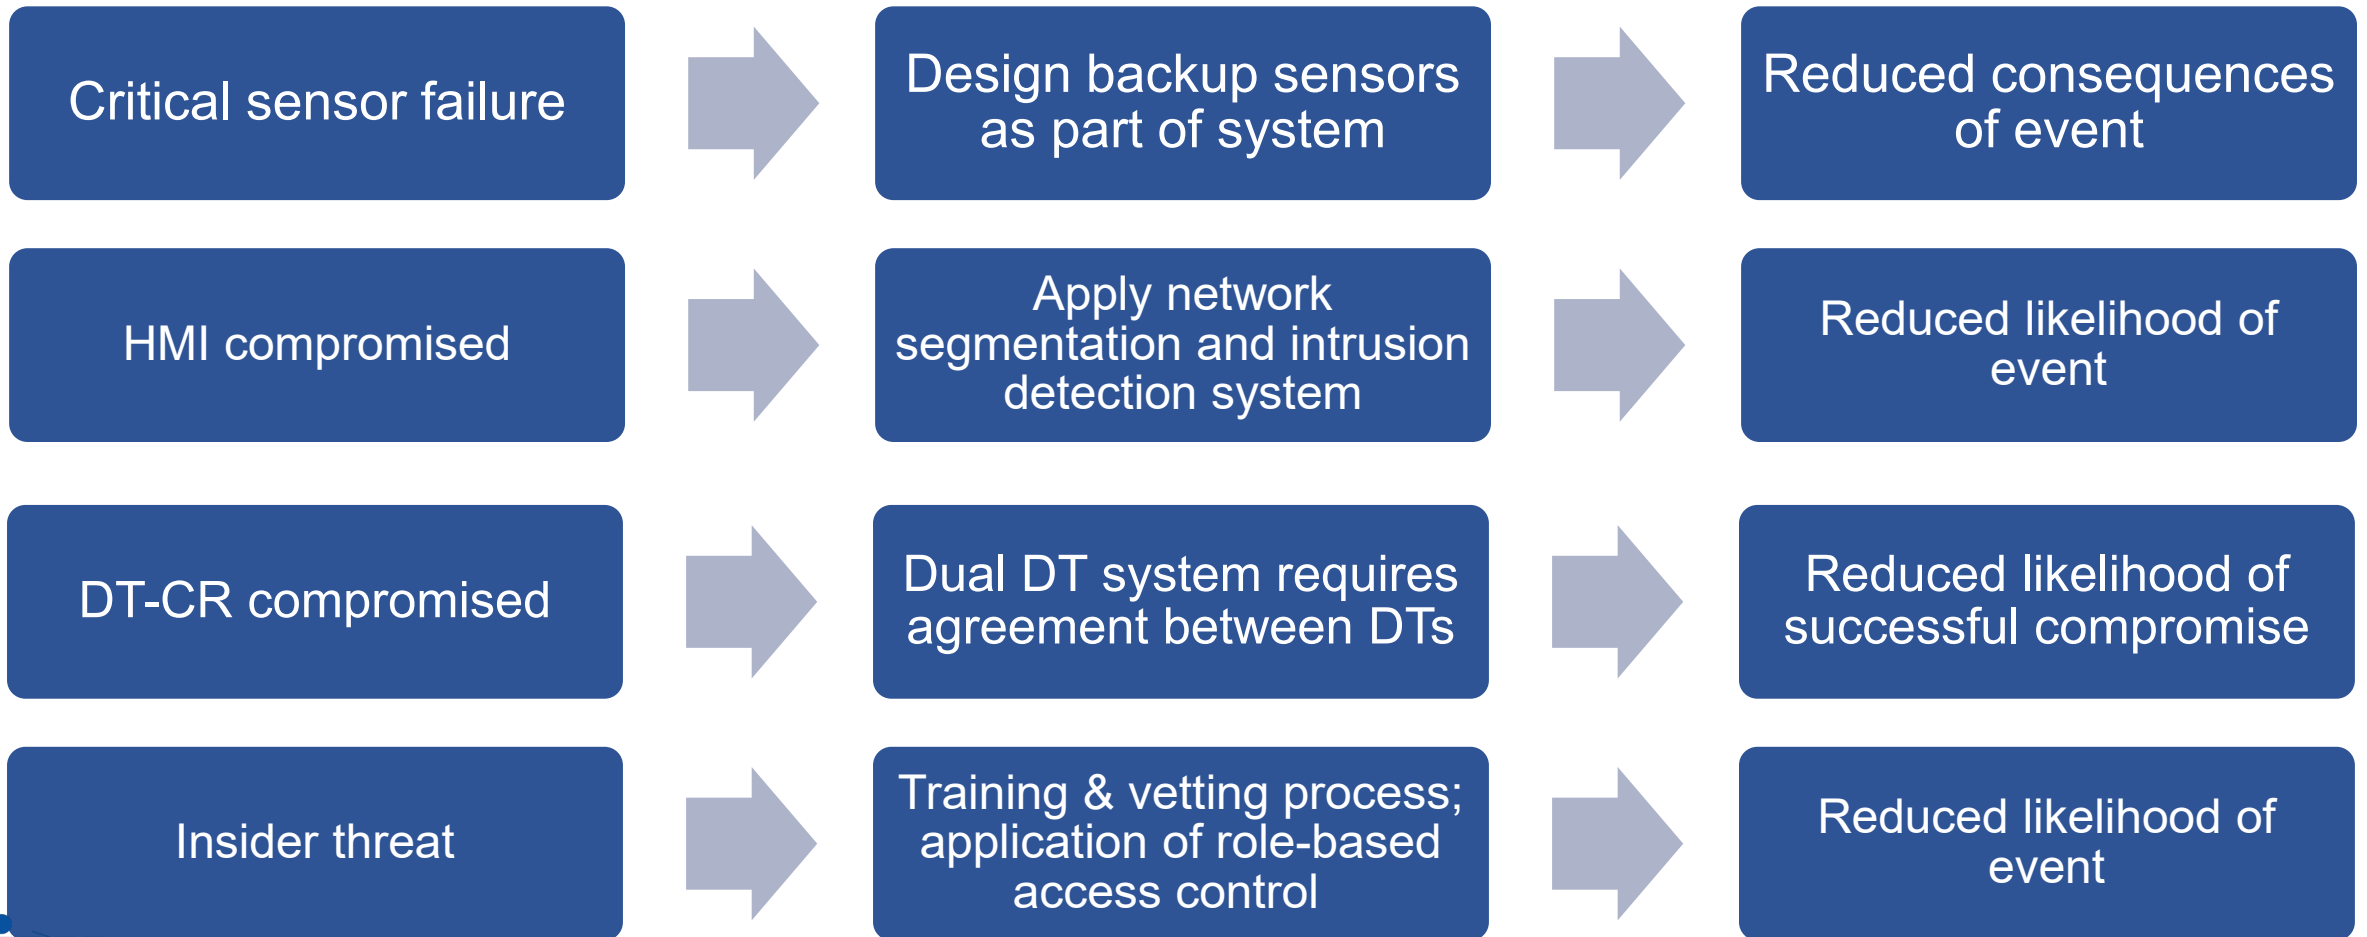 Critical sensor failure
Design backup sensors
as part of system
Reduced consequences
of event
HMI compromised
Apply network
segmentation and intrusion
detection system
Reduced likelihood of
event
DT-CR compromised
Dual DT system requires
agreement between DTs
Reduced likelihood of
successful compromise
Insider threat
Training & vetting process;
application of role-based
access control
Reduced likelihood of
event